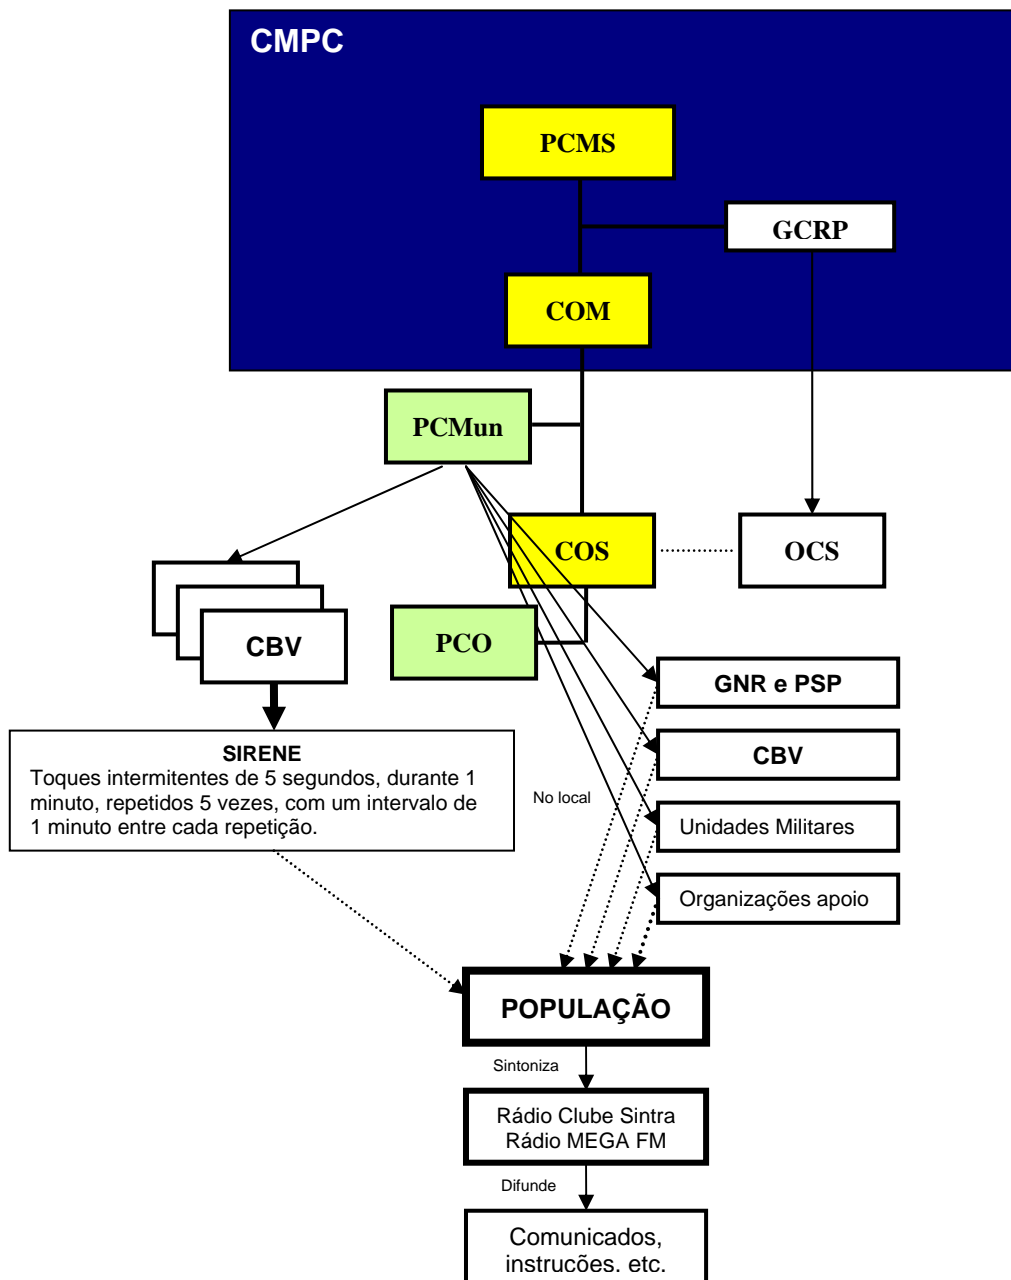 CMPC
PCMS
GCRP
COM
PCMun
COS
OCS
CBV
PCO
GNR e PSP
SIRENE
Toques intermitentes de 5 segundos, durante 1
minuto, repetidos 5 vezes, com um intervalo de
1 minuto entre cada repetição.
No local
CBV
Unidades Militares
Organizações apoio
POPULAÇÃO
Sintoniza
Rádio Clube Sintra
Rádio MEGA FM
Difunde
Comunicados,
instruções, etc.